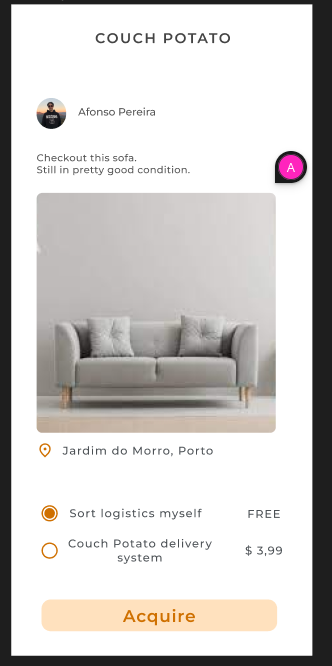 COUCH POTATO
Afonso Pereira
Checkout this sofa.
Still in pretty good condition.
A
Jardim do Morro, Porto
Sort logistics myself FREE
Couch Potato delivery
system $ 3,99
Acquire